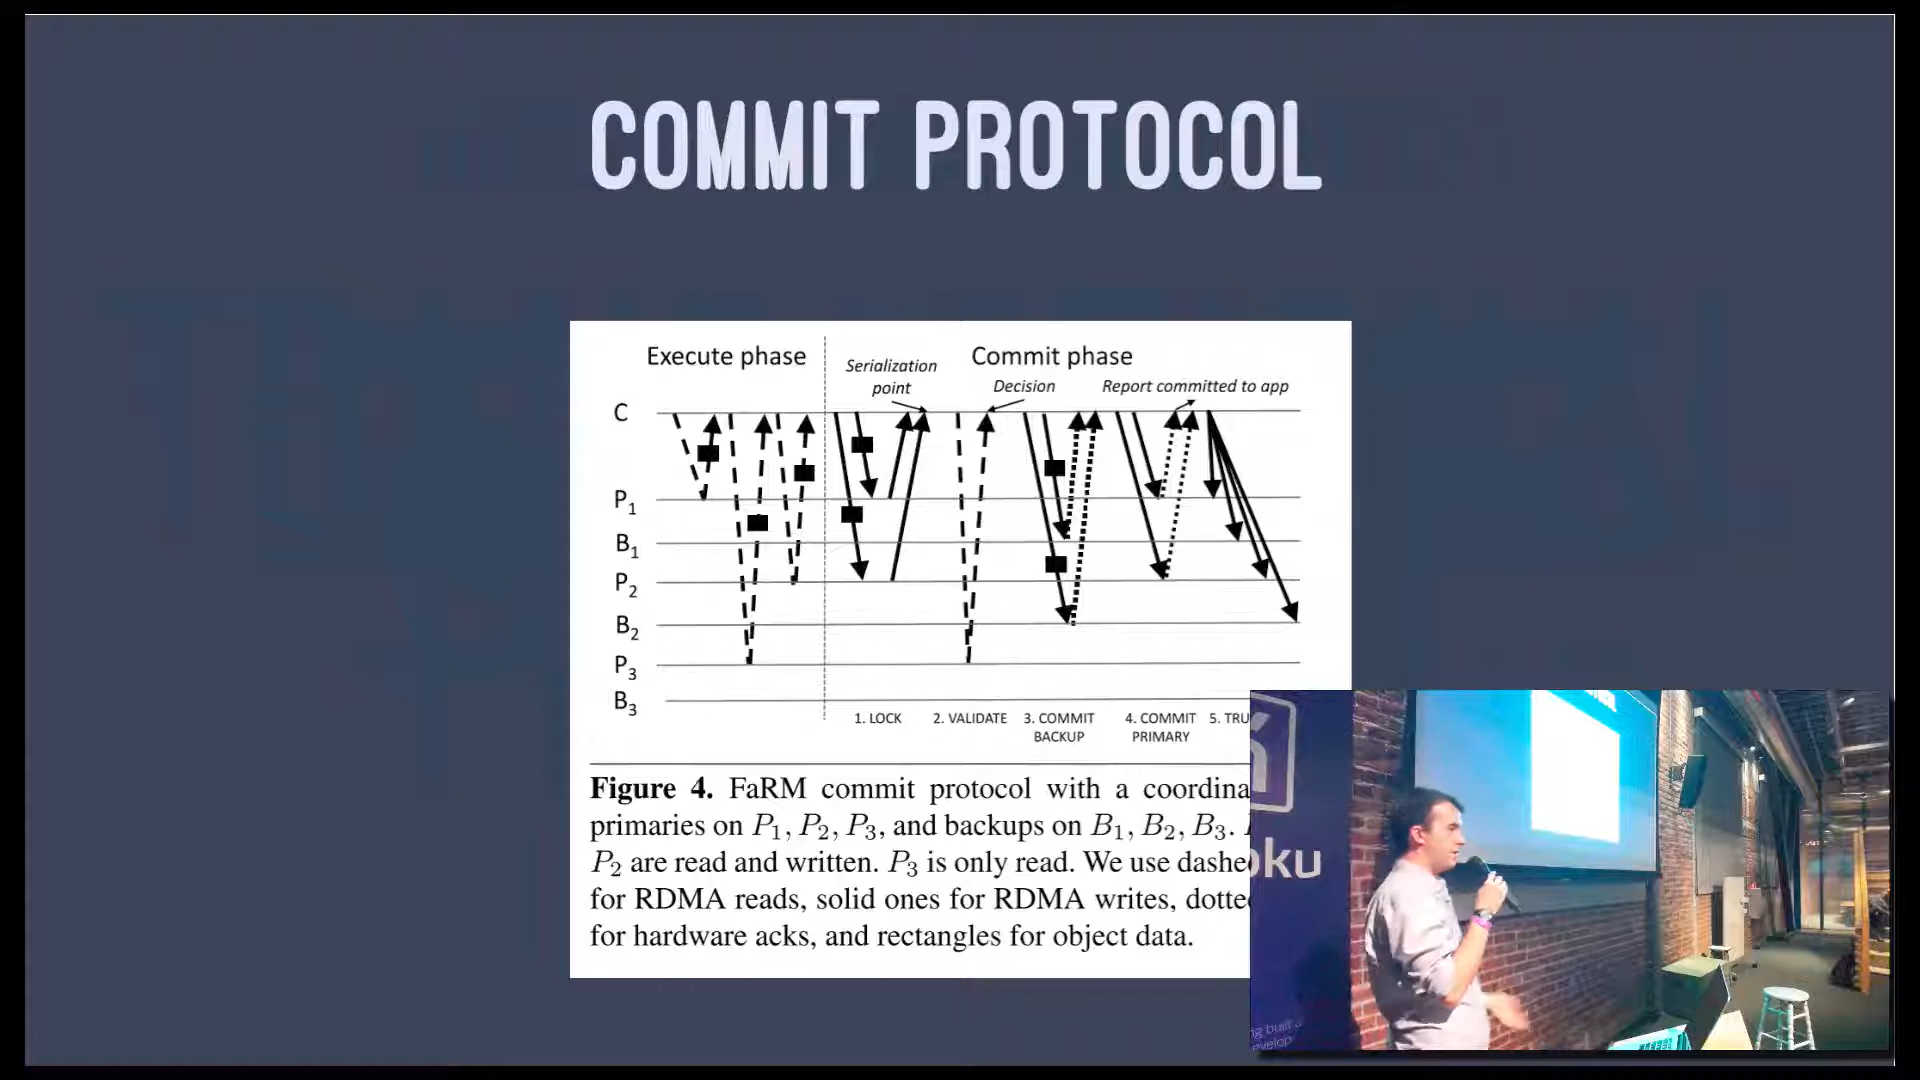 COMMIT PROTOCOL
Execute phase
Commit phase
Serialization
point
Decision
Report committed to app
C
P1
B1
P2
B2
P3
B3
1. LOCK
2. VALIDATE
3. COMMIT
BACKUP
4. COMMIT
PRIMARY
5. TRU
Figure 4. FaRM commit protocol with a coordina
primaries on P1, P2, P3, and backups on B1, B2, B3.
P2 are read and written. P3 is only read. We use dashe
for RDMA reads, solid ones for RDMA writes, dotte
for hardware acks, and rectangles for object data.
oku